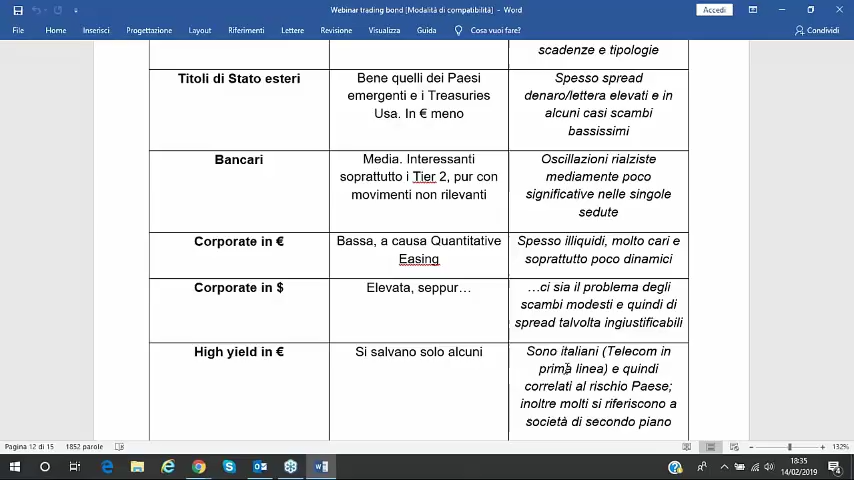 Webinar trading bond [Modalità di compatibilità] - Word
Accedi
File Home Inserisci Progettazione Layout Riferimenti Lettere Revisione Visualizza Guida Cosa vuoi fare? Condividi
scadenze e tipologie
Titoli di Stato esteri
Bene quelli dei Paesi
emergenti e i Treasuries
Usa. In € meno
Spesso spread
denaro/lettera elevati e in
alcuni casi scambi
bassissimi
Bancari
Media. Interessanti
soprattutto i Tier 2, pur con
movimenti non rilevanti
Oscillazioni rialziste
mediamente poco
significative nelle singole
sedute
Corporate in €
Bassa, a causa Quantitative
Easing
Spesso illiquidi, molto cari e
soprattutto poco dinamici
Corporate in $
Elevata, seppur…
…ci sia il problema degli
scambi modesti e quindi di
spread talvolta ingiustificabili
High yield in €
Si salvano solo alcuni
Sono italiani (Telecom in
prima linea) e quindi
correlati al rischio Paese;
inoltre molti si riferiscono a
società di secondo piano
Pagina 12 di 15 1852 parole 132%
18:35
14/02/2019